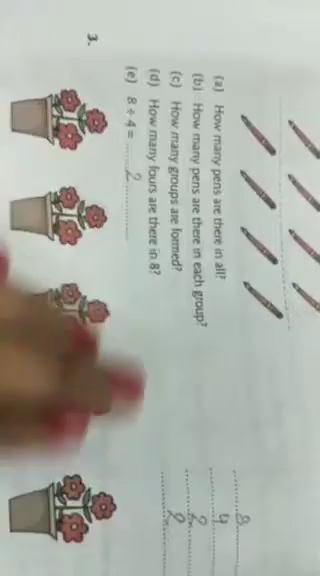 (a) How many pens are there in all? 8
(b) How many pens are there in each group? 4
(c) How many groups are formed? 2
(d) How many fours are there in 8? 2
(e) 8 ÷ 4 = 2
3.